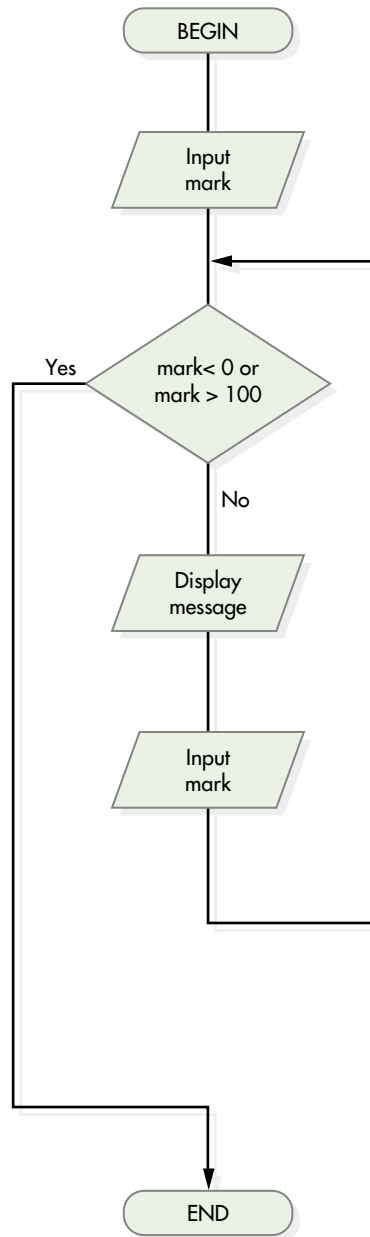 BEGIN
Input
mark
Yes
mark< 0 or
mark > 100
No
Display
message
Input
mark
END